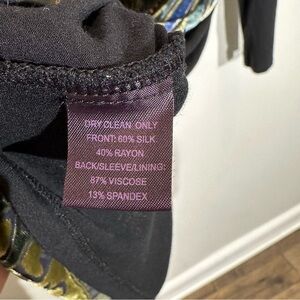 DRY CLEAN ONLY
FRONT: 60% SILK
40% RAYON
BACK/SLEEVE/LINING:
87% VISCOSE
13% SPANDEX